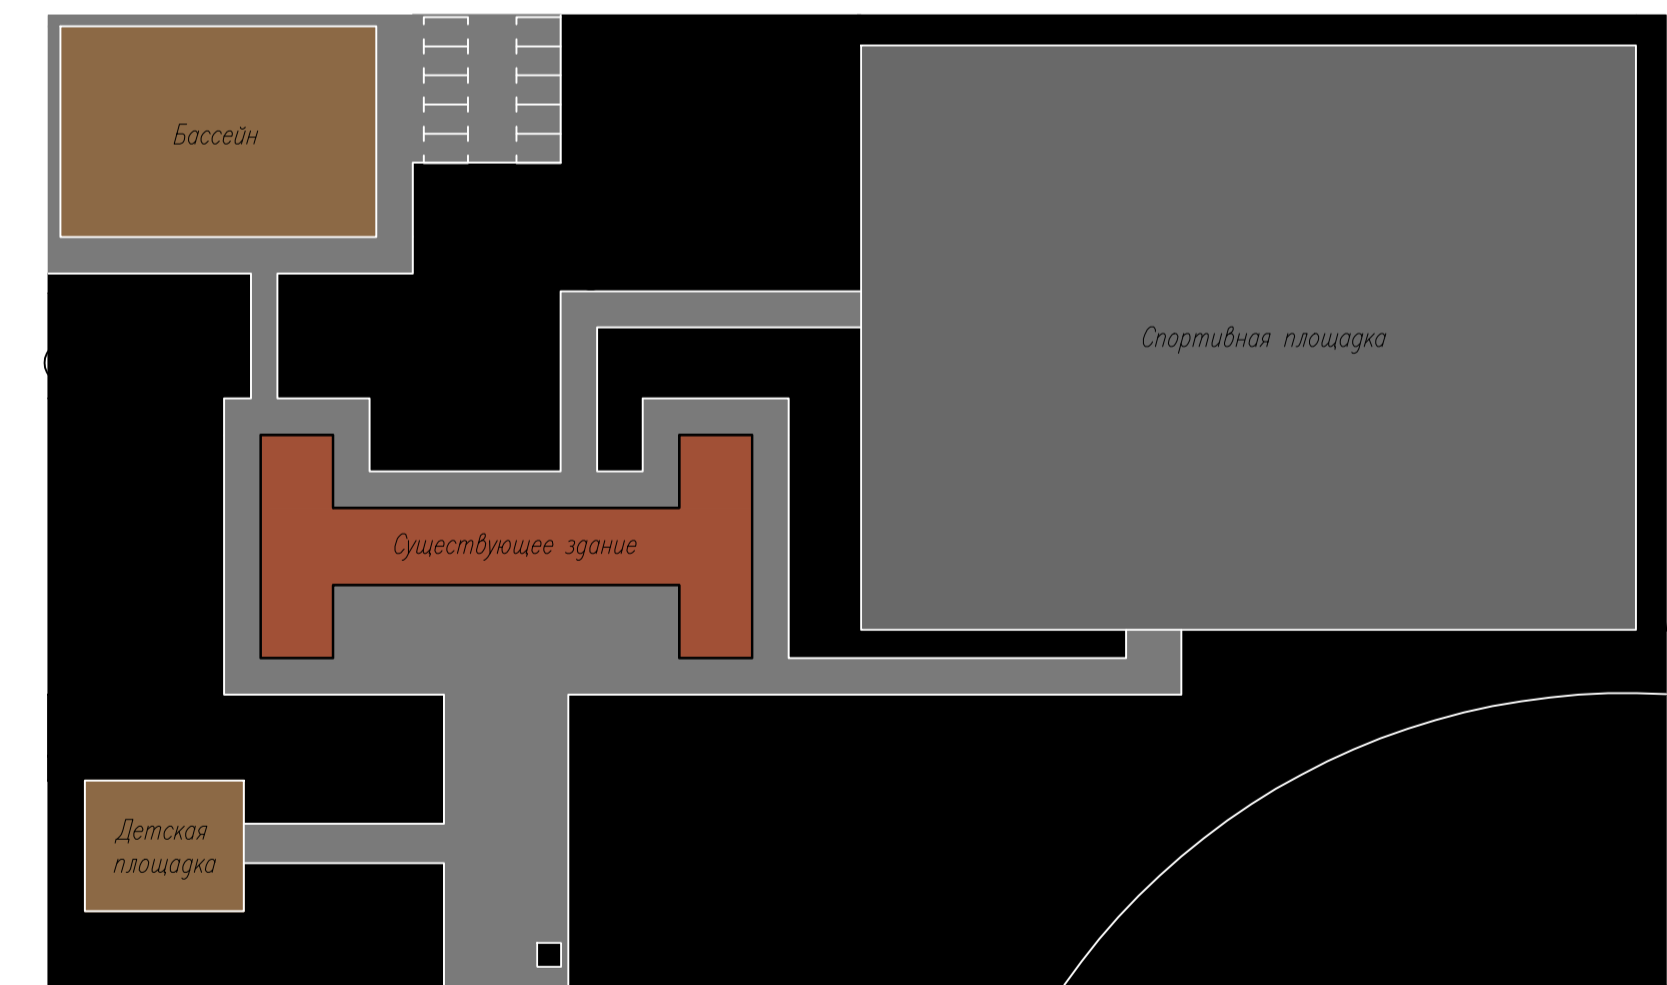 Бассейн
Спортивная площадка
Существующее здание
Детская
площадка